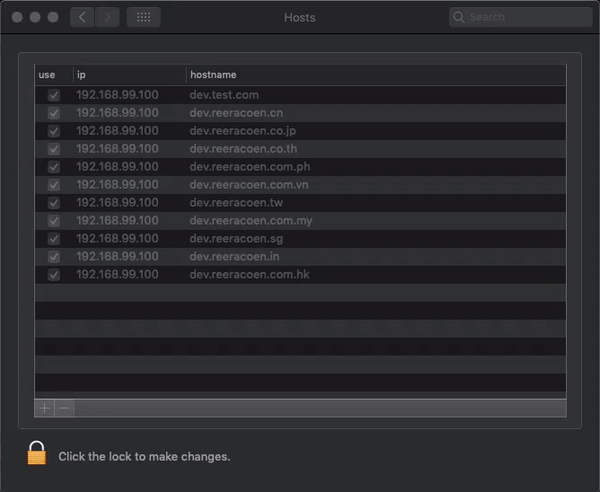 Hosts
Search
use ip hostname
192.168.99.100 dev.test.com
192.168.99.100 dev.reeracoen.cn
192.168.99.100 dev.reeracoen.co.jp
192.168.99.100 dev.reeracoen.co.th
192.168.99.100 dev.reeracoen.com.ph
192.168.99.100 dev.reeracoen.com.vn
192.168.99.100 dev.reeracoen.tw
192.168.99.100 dev.reeracoen.com.my
192.168.99.100 dev.reeracoen.sg
192.168.99.100 dev.reeracoen.in
192.168.99.100 dev.reeracoen.com.hk
Click the lock to make changes.